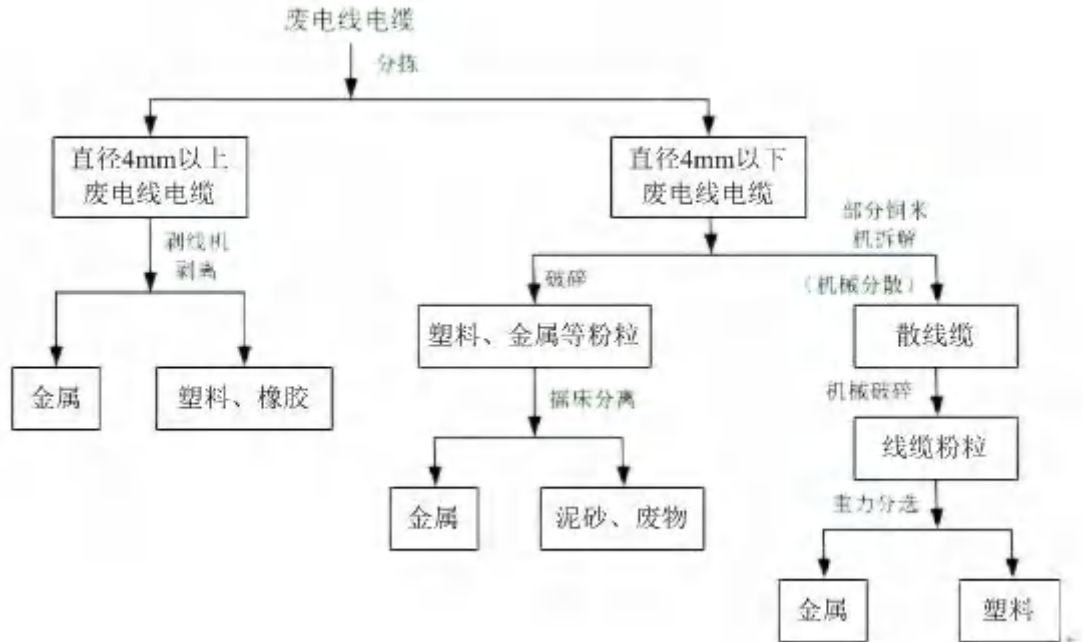 废电线电缆
分拣
直径4mm以上
废电线电缆
直径4mm以下
废电线电缆
剥线机
剥离
部分铜米
机拆解
破碎
（机械分散）
塑料、金属等粉粒
散线缆
金属
塑料、橡胶
摇床分离
机械破碎
线缆粉粒
金属
泥砂、废物
重力分选
金属
塑料